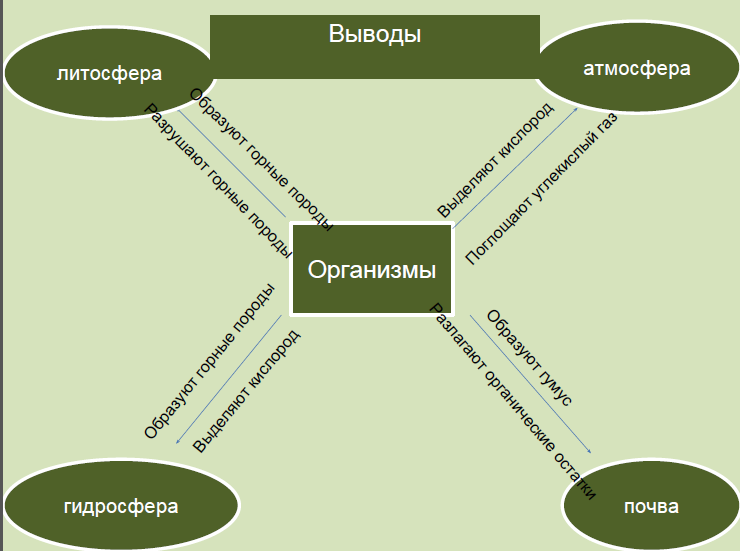 Выводы
литосфера
атмосфера
Образуют горные породы
Разрушают горные породы
Выделяют кислород
Поглощают углекислый газ
Организмы
Образуют горные породы
Выделяют кислород
Образуют гумус
Разлагают органические остатки
гидросфера
почва